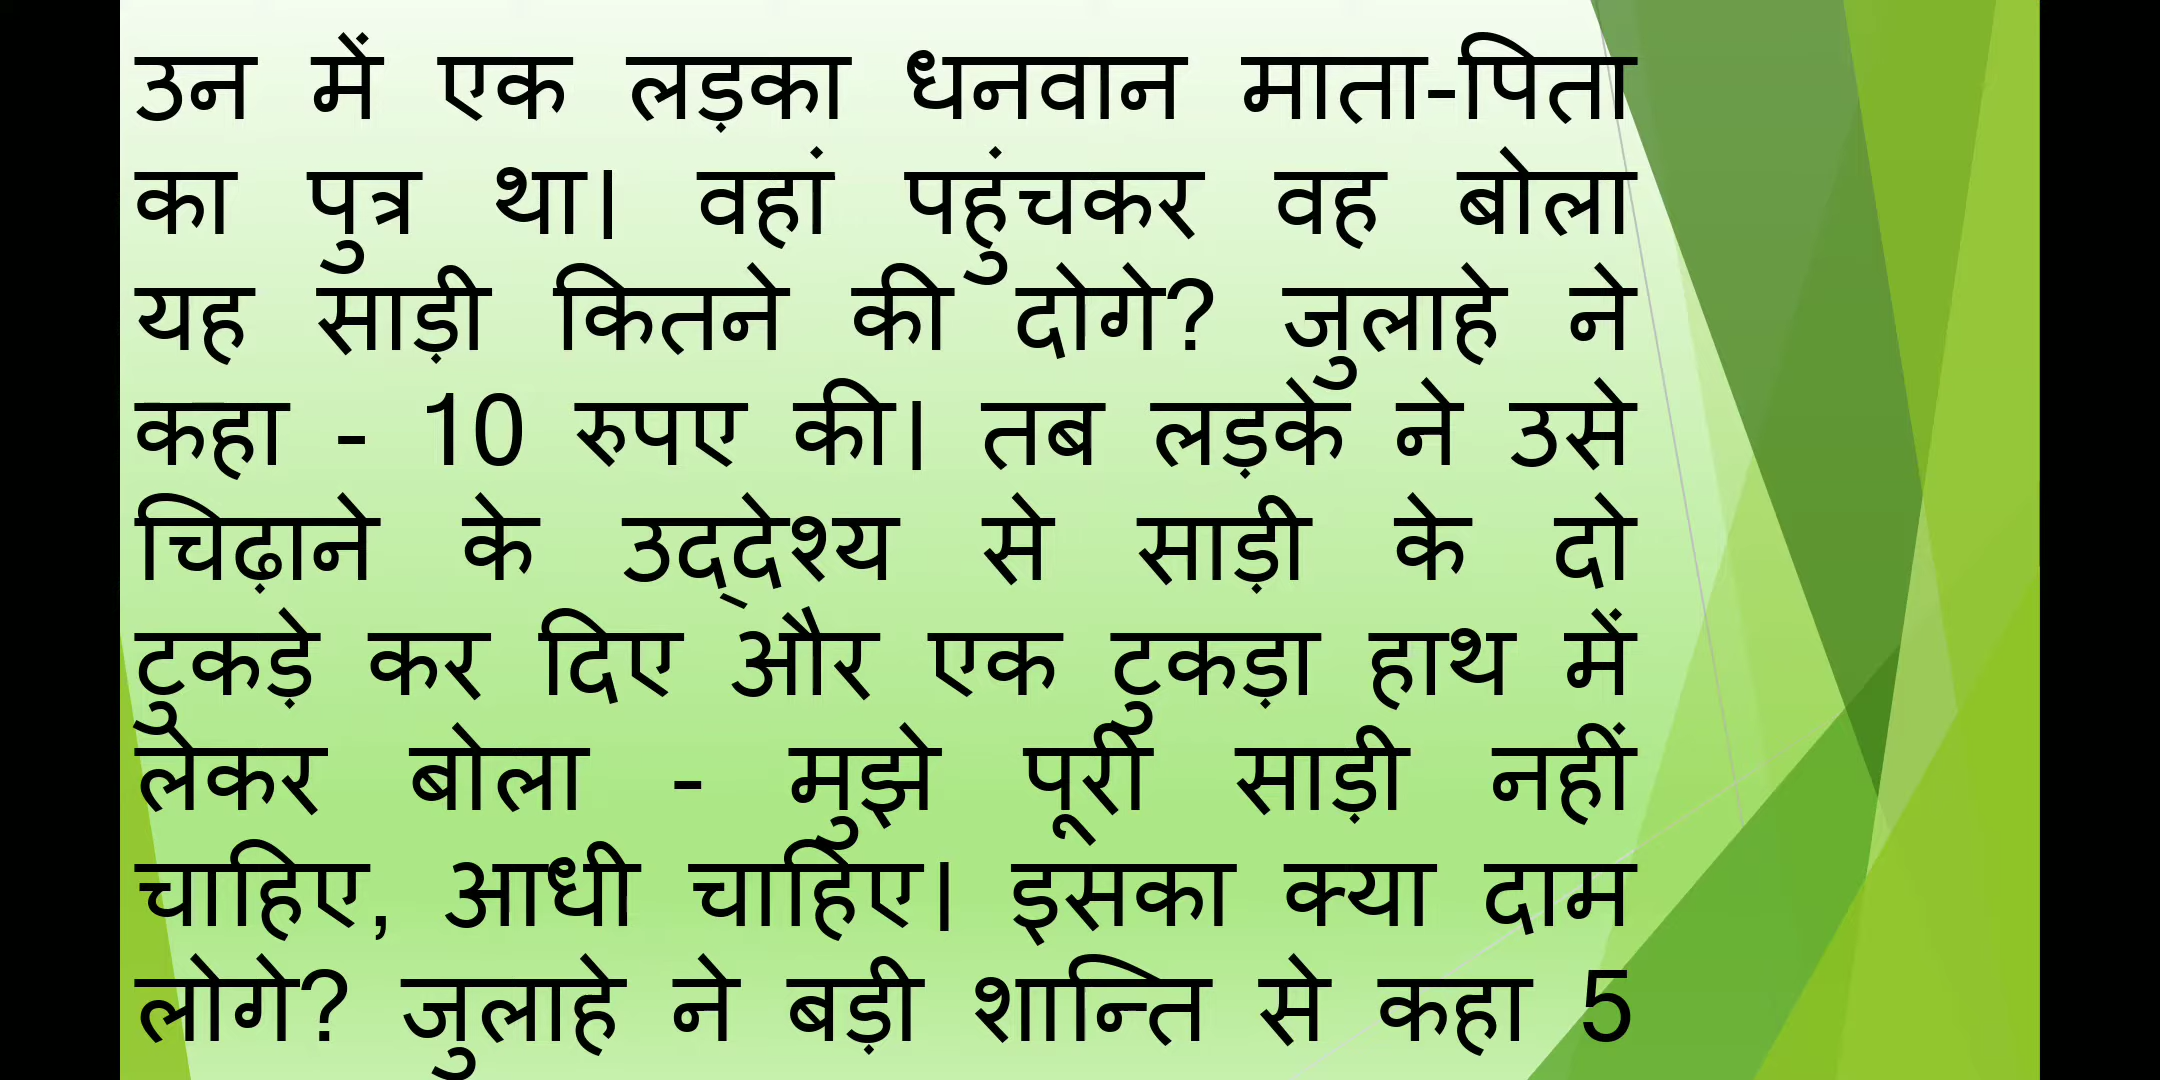 उन में एक लड़का धनवान माता-पिता
का पुत्र था। वहां पहुंचकर वह बोला
यह साड़ी कितने की दोगे? जुलाहे ने
कहा - 10 रुपए की। तब लड़के ने उसे
चिढ़ाने के उद्‌देश्य से साड़ी के दो
टुकड़े कर दिए और एक टुकड़ा हाथ में
लेकर बोला - मुझे पूरी साड़ी नहीं
चाहिए, आधी चाहिए। इसका क्या दाम
लोगे? जुलाहे ने बड़ी शान्ति से कहा 5